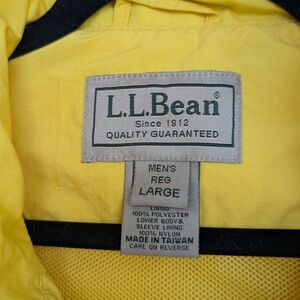 L.L.Bean®
Since 1912
QUALITY GUARANTEED
MEN'S
REG
LARGE
LINING:
100% POLYESTER
LOWER BODY&
SLEEVE LINING:
100% NYLON
MADE IN TAIWAN
CARE ON REVERSE